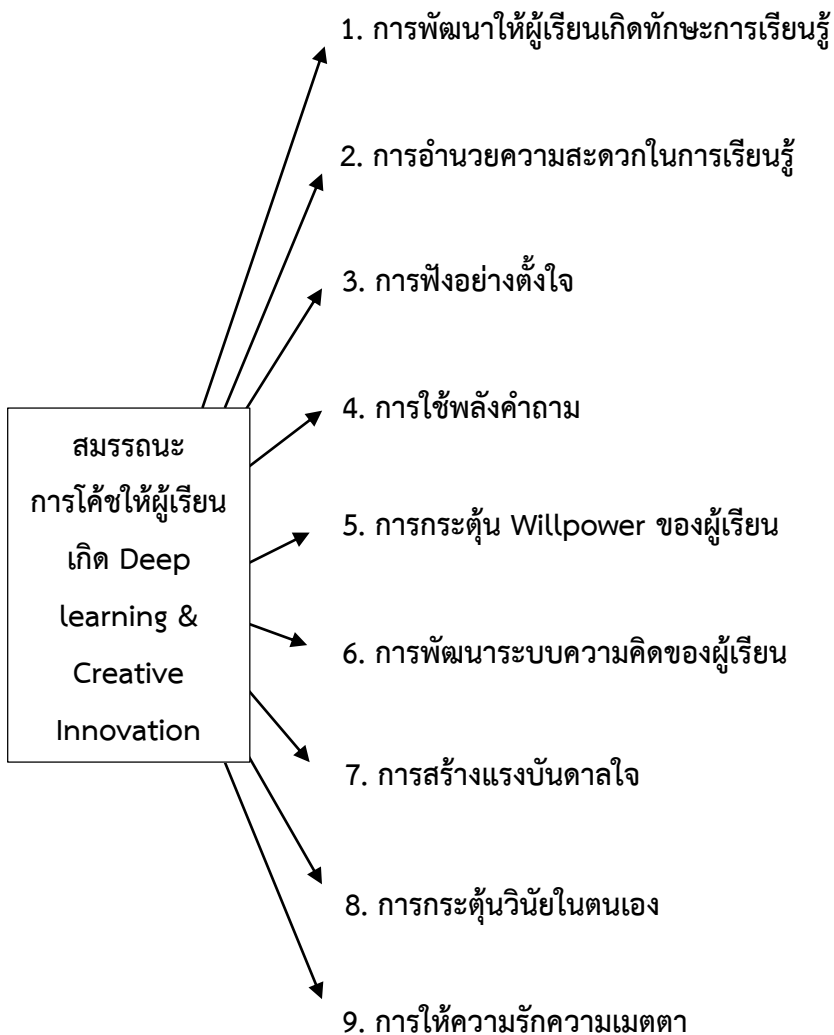 1. การพัฒนาให้ผู้เรียนเกิดทักษะการเรียนรู้
2. การอำนวยความสะดวกในการเรียนรู้
3. การฟังอย่างตั้งใจ
4. การใช้พลังคำถาม
สมรรถนะ
การโค้ชให้ผู้เรียน
เกิด Deep
learning &
Creative
Innovation
5. การกระตุ้น Willpower ของผู้เรียน
6. การพัฒนาระบบความคิดของผู้เรียน
7. การสร้างแรงบันดาลใจ
8. การกระตุ้นวินัยในตนเอง
9. การให้ความรักความเมตตา